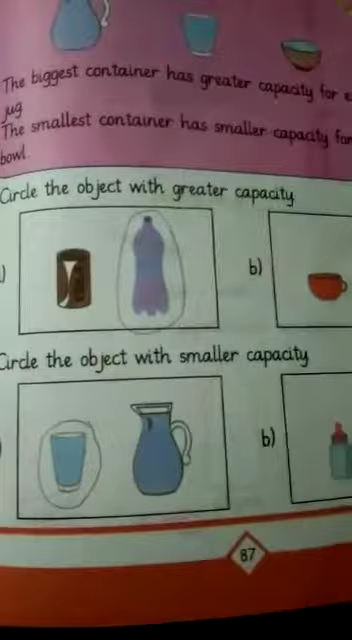 The biggest container has greater capacity for
jug
The smallest container has smaller capacity for
bowl.
Circle the object with greater capacity
)
b)
Circle the object with smaller capacity
b)
87